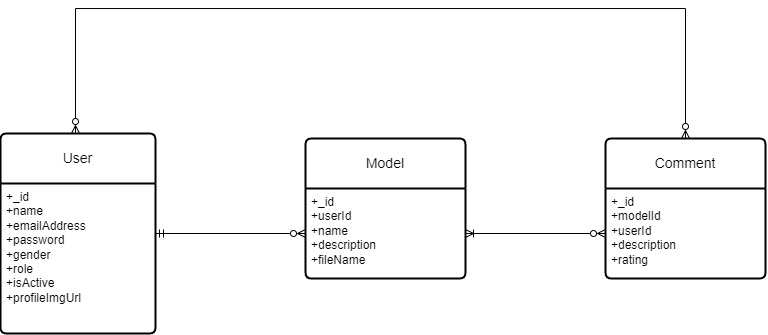 User
+_id
+name
+emailAddress
+password
+gender
+role
+isActive
+profileImgUrl
Model
+_id
+userId
+name
+description
+fileName
Comment
+_id
+modelId
+userId
+description
+rating